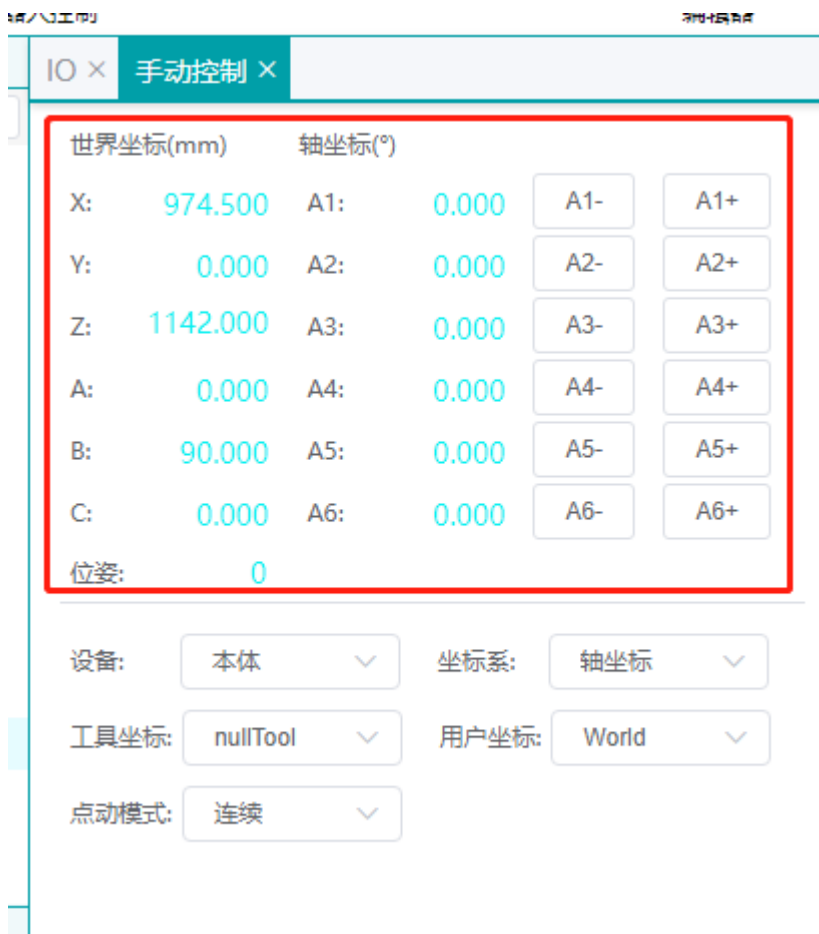 IO × 手动控制 ×
世界坐标(mm) 轴坐标(°)
X: 974.500 A1: 0.000 A1- A1+
Y: 0.000 A2: 0.000 A2- A2+
Z: 1142.000 A3: 0.000 A3- A3+
A: 0.000 A4: 0.000 A4- A4+
B: 90.000 A5: 0.000 A5- A5+
C: 0.000 A6: 0.000 A6- A6+
位姿: 0
设备: 本体 坐标系: 轴坐标
工具坐标: nullTool 用户坐标: World
点动模式: 连续